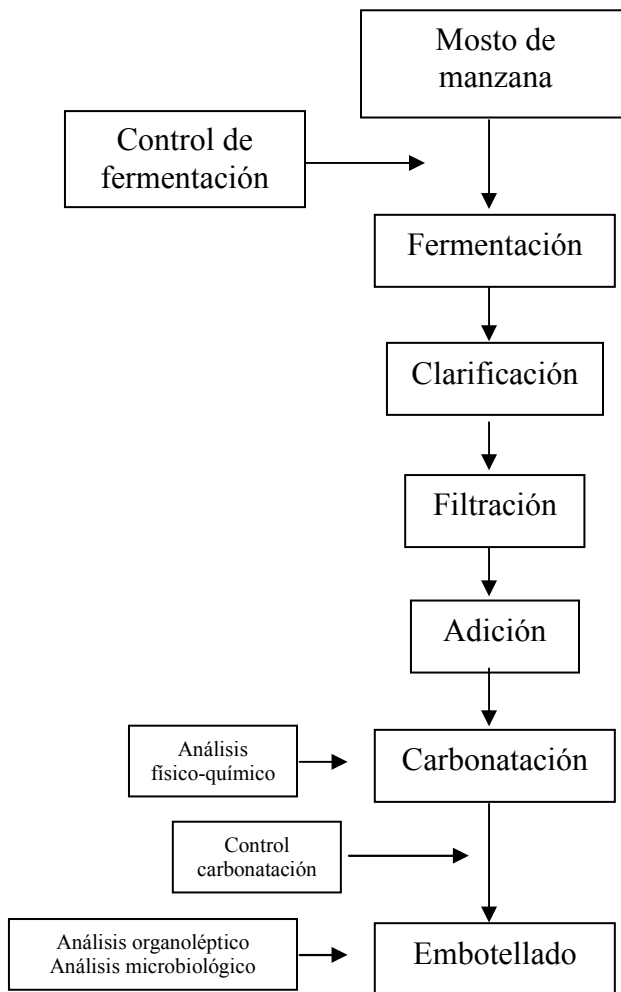 Mosto de
manzana
Control de
fermentación
Fermentación
Clarificación
Filtración
Adición
Análisis
físico-químico
Carbonatación
Control
carbonatación
Análisis organoléptico
Análisis microbiológico
Embotellado